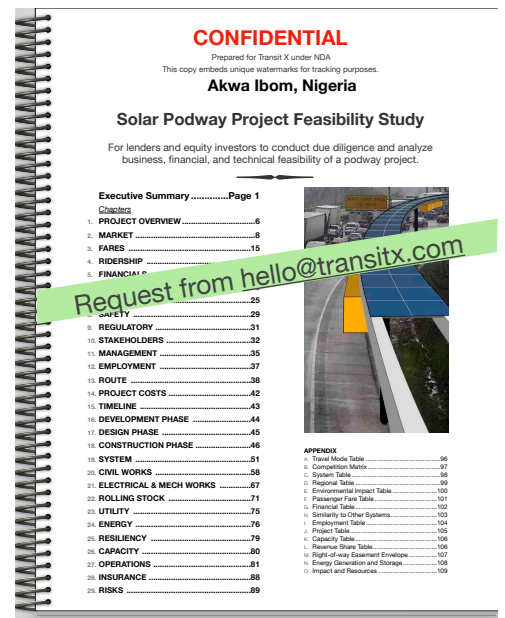 CONFIDENTIAL
Prepared for Transit X under NDA
This copy embeds unique watermarks for tracking purposes.
Akwa Ibom, Nigeria
Solar Podway Project Feasibility Study
For lenders and equity investors to conduct due diligence and analyze
business, financial, and technical feasibility of a podway project.
Executive Summary..............Page 1
Chapters
1. PROJECT OVERVIEW..................................6
2. MARKET ..................................................8
3. FARES ...................................................15
4. RIDERSHIP
5. FINANCIALS
Request from hello@transitx.com
25
8. SAFETY ..................................................29
9. REGULATORY ..........................................31
10. STAKEHOLDERS ......................................32
11. MANAGEMENT ........................................35
12. EMPLOYMENT .........................................37
13. ROUTE ..................................................38
14. PROJECT COSTS .....................................42
15. TIMELINE ...............................................43
16. DEVELOPMENT PHASE .............................44
17. DESIGN PHASE .......................................45
18. CONSTRUCTION PHASE ............................46
19. SYSTEM .................................................51
20. CIVIL WORKS ..........................................58
21. ELECTRICAL & MECH WORKS ....................67
22. ROLLING STOCK ......................................71
23. UTILITY ..................................................75
24. ENERGY .................................................76
25. RESILIENCY ............................................79
26. CAPACITY ...............................................80
27. OPERATIONS ...........................................81
28. INSURANCE .............................................88
29. RISKS ....................................................89
APPENDIX
A. Travel Mode Table ....................................96
B. Competition Matrix....................................97
C. System Table ..........................................98
D. Regional Table .........................................99
E. Environmental Impact Table ......................100
F. Passenger Fare Table ...............................101
G. Financial Table .......................................102
H. Similarity to Other Systems ......................103
I. Employment Table ...................................104
J. Project Table ..........................................105
K. Capacity Table ........................................106
L. Revenue Share Table................................106
M. Right-of-way Easement Envelope...............107
N. Energy Generation and Storage.................108
O. Impact and Resources .............................109